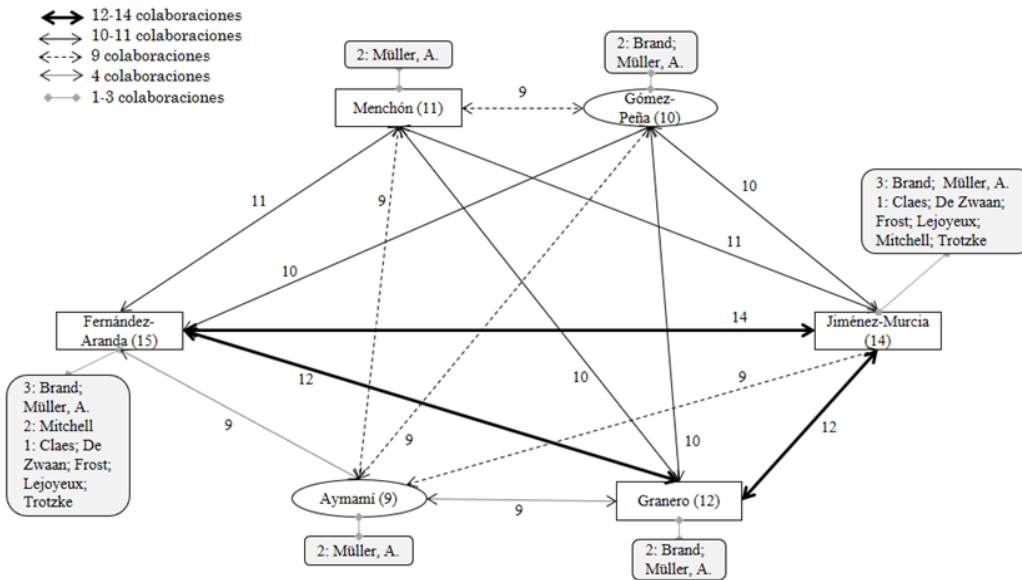 12-14 colaboraciones
10-11 colaboraciones
9 colaboraciones
4 colaboraciones
1-3 colaboraciones
2: Müller, A.
2: Brand;
Müller, A.
Menchón (11)
9
Gómez-
Peña (10)
3: Brand;  Müller, A.
1: Claes; De Zwaan;
Frost; Lejoyeux;
Mitchell; Trotzke
11
9
10
10
11
Fernández-
Aranda (15)
14
Jiménez-Murcia
(14)
3: Brand;
Müller, A.
2: Mitchell
1: Claes; De
Zwaan; Frost;
Lejoyeux;
Trotzke
12
10
9
9
9
10
12
Aymamí (9)
9
Granero (12)
2: Müller, A.
2: Brand;
Müller, A.